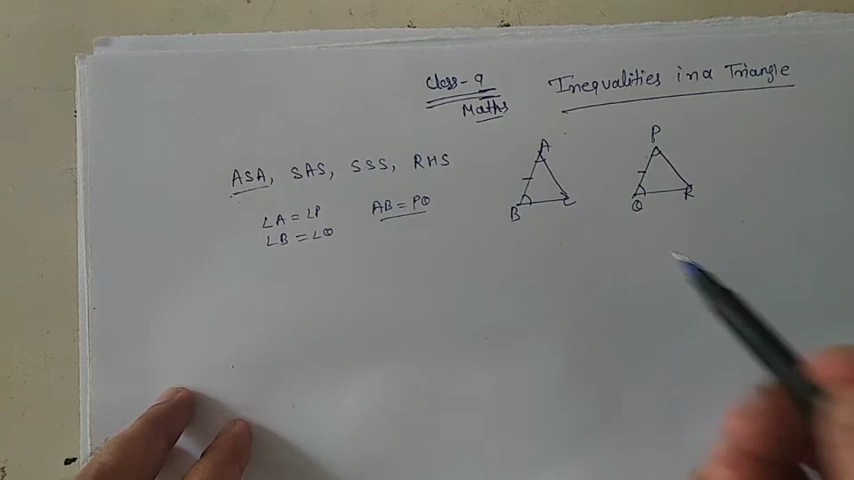 Class-9
Maths
Inequalities in a Triangle
ASA, SAS, SSS, RHS
∠A = ∠P
∠B = ∠Q
AB = PQ
A
B
C
P
Q
R